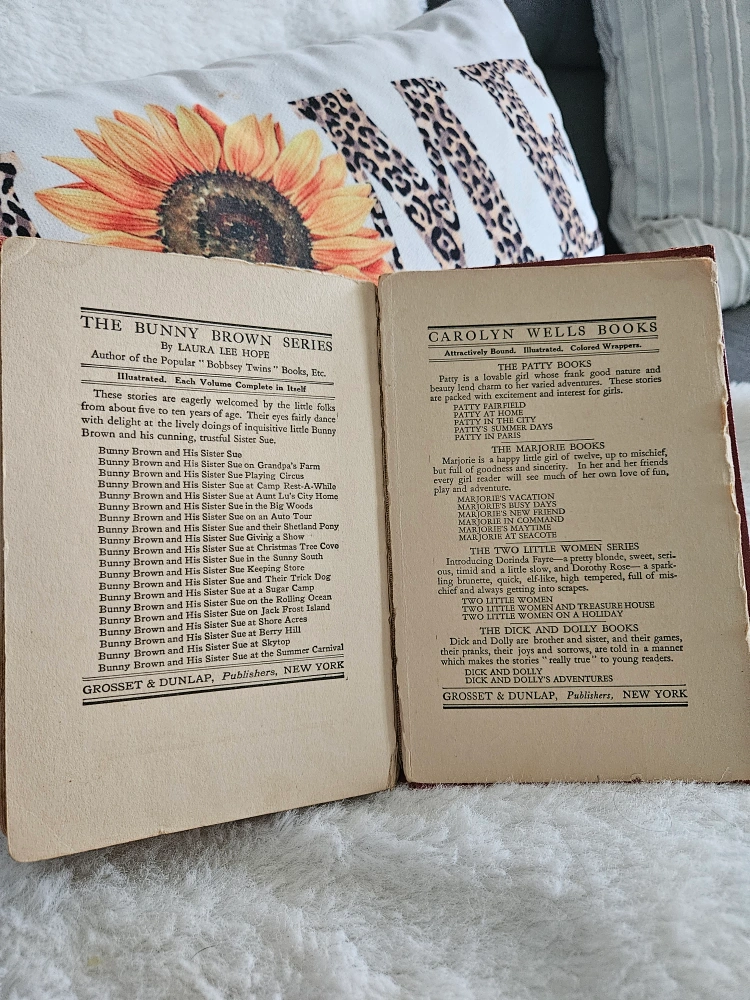 ME
THE BUNNY BROWN SERIES
By LAURA LEE HOPE
Author of the Popular "Bobbsey Twins" Books, Etc.
Illustrated. Each Volume Complete in Itself
These stories are eagerly welcomed by the little folks
from about five to ten years of age. Their eyes fairly dance
with delight at the lively doings of inquisitive little Bunny
Brown and his cunning, trustful Sister Sue.
Bunny Brown and His Sister Sue
Bunny Brown and His Sister Sue on Grandpa's Farm
Bunny Brown and His Sister Sue Playing Circus
Bunny Brown and His Sister Sue at Camp Rest-A-While
Bunny Brown and His Sister Sue at Aunt Lu's City Home
Bunny Brown and His Sister Sue in the Big Woods
Bunny Brown and His Sister Sue on an Auto Tour
Bunny Brown and His Sister Sue and their Shetland Pony
Bunny Brown and His Sister Sue Giving a Show
Bunny Brown and His Sister Sue at Christmas Tree Cove
Bunny Brown and His Sister Sue in the Sunny South
Bunny Brown and His Sister Sue Keeping Store
Bunny Brown and His Sister Sue and Their Trick Dog
Bunny Brown and His Sister Sue at a Sugar Camp
Bunny Brown and His Sister Sue on the Rolling Ocean
Bunny Brown and His Sister Sue on Jack Frost Island
Bunny Brown and His Sister Sue at Shore Acres
Bunny Brown and His Sister Sue at Berry Hill
Bunny Brown and His Sister Sue at Skytop
Bunny Brown and His Sister Sue at the Summer Carnival
GROSSET & DUNLAP, Publishers, NEW YORK
CAROLYN WELLS BOOKS
Attractively Bound. Illustrated. Colored Wrappers.
THE PATTY BOOKS
Patty is a lovable girl whose frank good nature and
beauty lend charm to her varied adventures. These stories
are packed with excitement and interest for girls.
PATTY FAIRFIELD
PATTY AT HOME
PATTY IN THE CITY
PATTY'S SUMMER DAYS
PATTY IN PARIS
THE MARJORIE BOOKS
Marjorie is a happy little girl of twelve, up to mischief,
but full of goodness and sincerity. In her and her friends
every girl reader will see much of her own love of fun,
play and adventure.
MARJORIE'S VACATION
MARJORIE'S BUSY DAYS
MARJORIE'S NEW FRIEND
MARJORIE IN COMMAND
MARJORIE'S MAYTIME
MARJORIE AT SEACOTE
THE TWO LITTLE WOMEN SERIES
Introducing Dorinda Fayre—a pretty blonde, sweet, seri-
ous, timid and a little slow, and Dorothy Rose—a spark-
ling brunette, quick, elf-like, high tempered, full of mis-
chief and always getting into scrapes.
TWO LITTLE WOMEN
TWO LITTLE WOMEN AND TREASURE HOUSE
TWO LITTLE WOMEN ON A HOLIDAY
THE DICK AND DOLLY BOOKS
Dick and Dolly are brother and sister, and their games,
their pranks, their joys and sorrows, are told in a manner
which makes the stories "really true" to young readers.
DICK AND DOLLY
DICK AND DOLLY'S ADVENTURES
GROSSET & DUNLAP, Publishers, NEW YORK